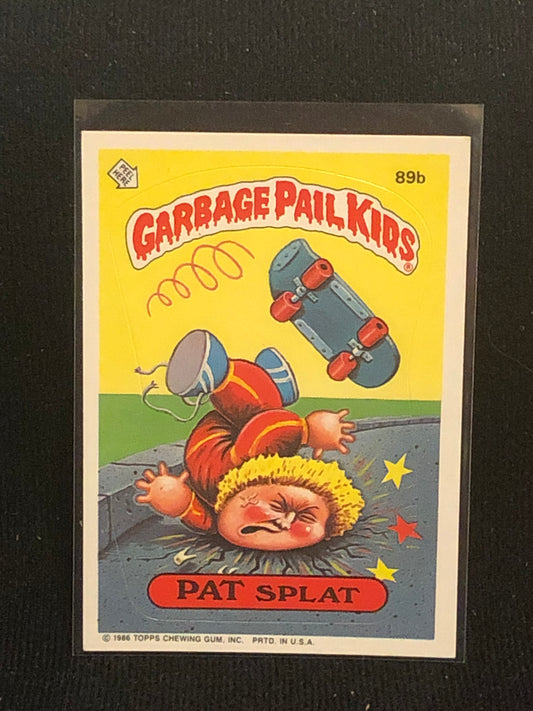 PEEL
HERE
89b
GARBAGE PAIL KIDS®
PAT SPLAT
© 1986 TOPPS CHEWING GUM, INC. PRTD. IN U.S.A.